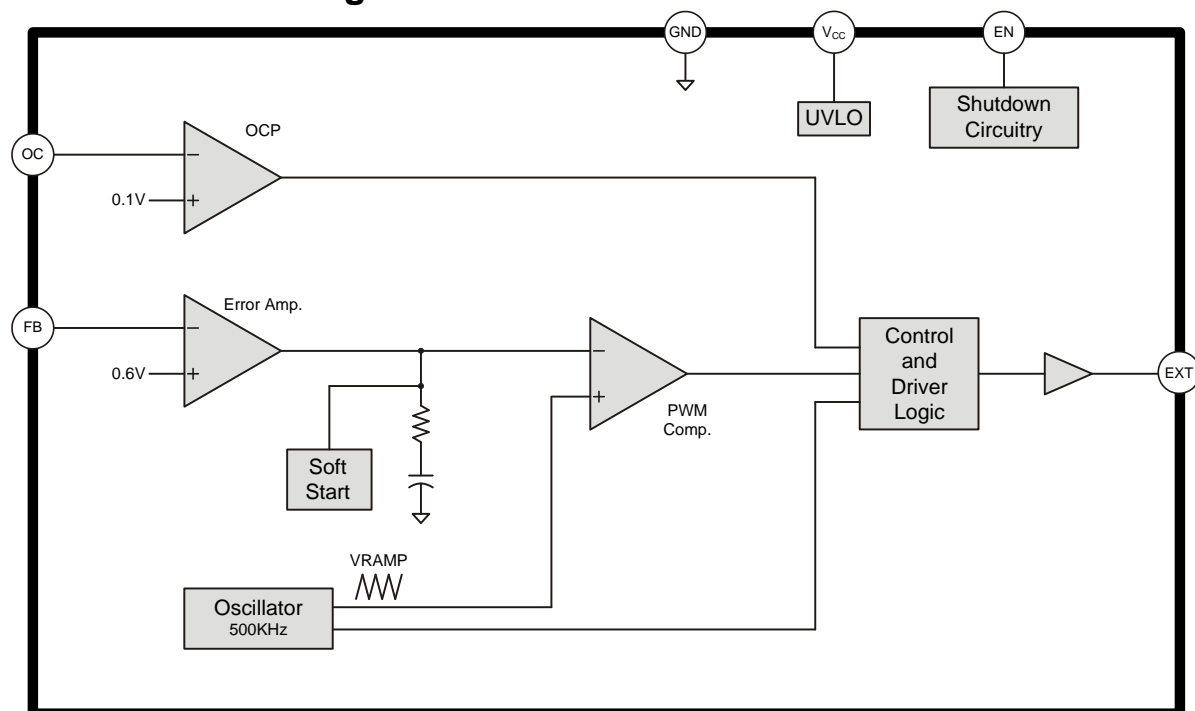 GND
VCC
EN
UVLO
Shutdown
Circuitry
OCP
OC
−
0.1V
+
Error Amp.
FB
−
0.6V
+
−
+
PWM
Comp.
Control
and
Driver
Logic
EXT
Soft
Start
VRAMP
Oscillator
500KHz